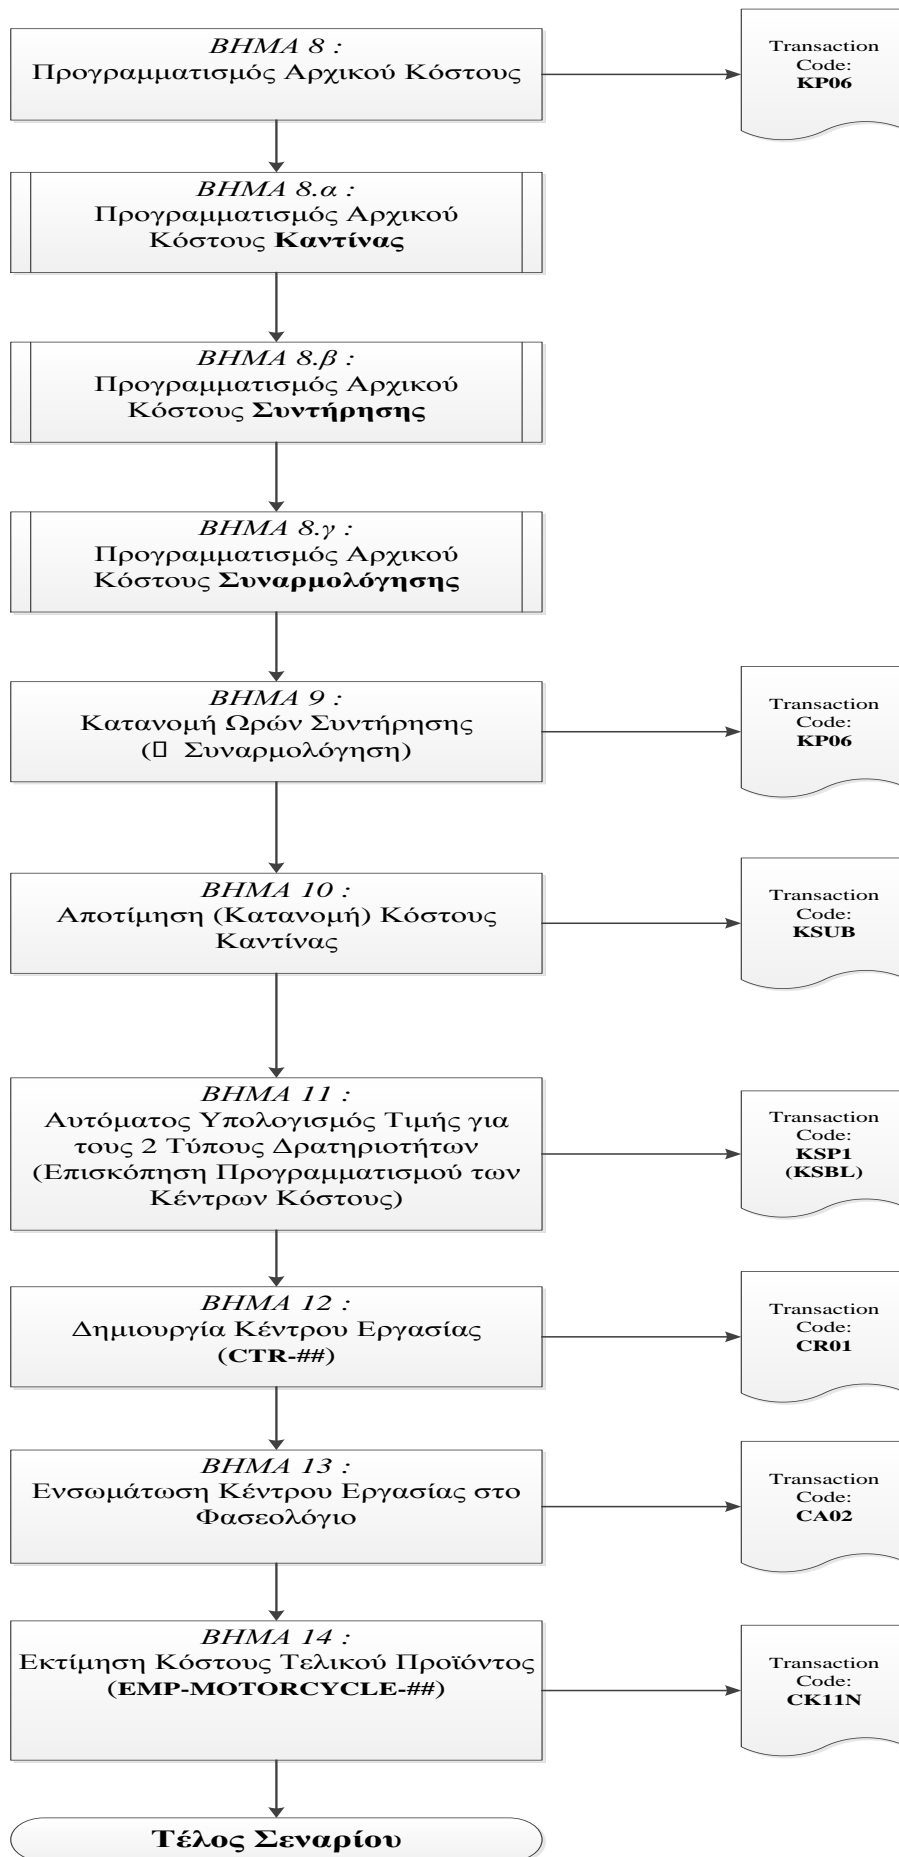 ΒΗΜΑ 8 :
Προγραμματισμός Αρχικού Κόστους
Transaction
Code:
KP06
ΒΗΜΑ 8.α :
Προγραμματισμός Αρχικού
Κόστους Καντίνας
ΒΗΜΑ 8.β :
Προγραμματισμός Αρχικού
Κόστους Συντήρησης
ΒΗΜΑ 8.γ :
Προγραμματισμός Αρχικού
Κόστους Συναρμολόγησης
ΒΗΜΑ 9 :
Κατανομή Ωρών Συντήρησης
(▯ Συναρμολόγηση)
Transaction
Code:
KP06
ΒΗΜΑ 10 :
Αποτίμηση (Κατανομή) Κόστους
Καντίνας
Transaction
Code:
KSUB
ΒΗΜΑ 11 :
Αυτόματος Υπολογισμός Τιμής για
τους 2 Τύπους Δρατηριοτήτων
(Επισκόπηση Προγραμματισμού των
Κέντρων Κόστους)
Transaction
Code:
KSP1
(KSBL)
ΒΗΜΑ 12 :
Δημιουργία Κέντρου Εργασίας
(CTR-##)
Transaction
Code:
CR01
ΒΗΜΑ 13 :
Ενσωμάτωση Κέντρου Εργασίας στο
Φασεολόγιο
Transaction
Code:
CA02
ΒΗΜΑ 14 :
Εκτίμηση Κόστους Τελικού Προϊόντος
(EMP-MOTORCYCLE-##)
Transaction
Code:
CK11N
Τέλος Σεναρίου